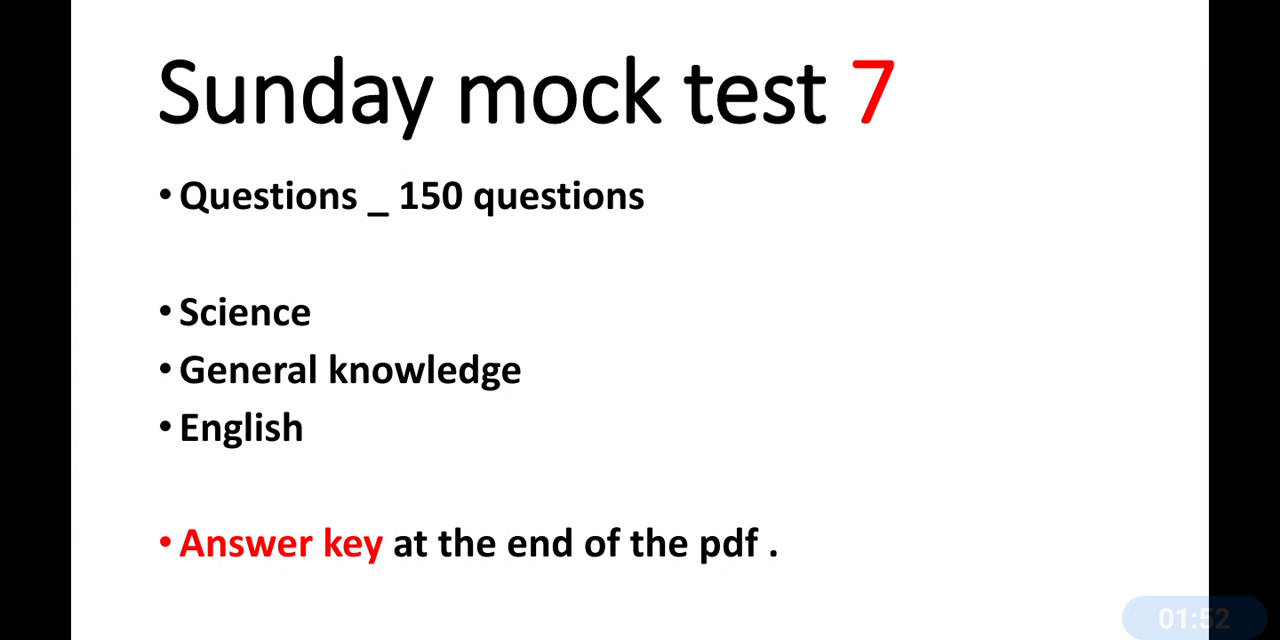 Sunday mock test 7
• Questions _ 150 questions
• Science
• General knowledge
• English
• Answer key at the end of the pdf .
01:52